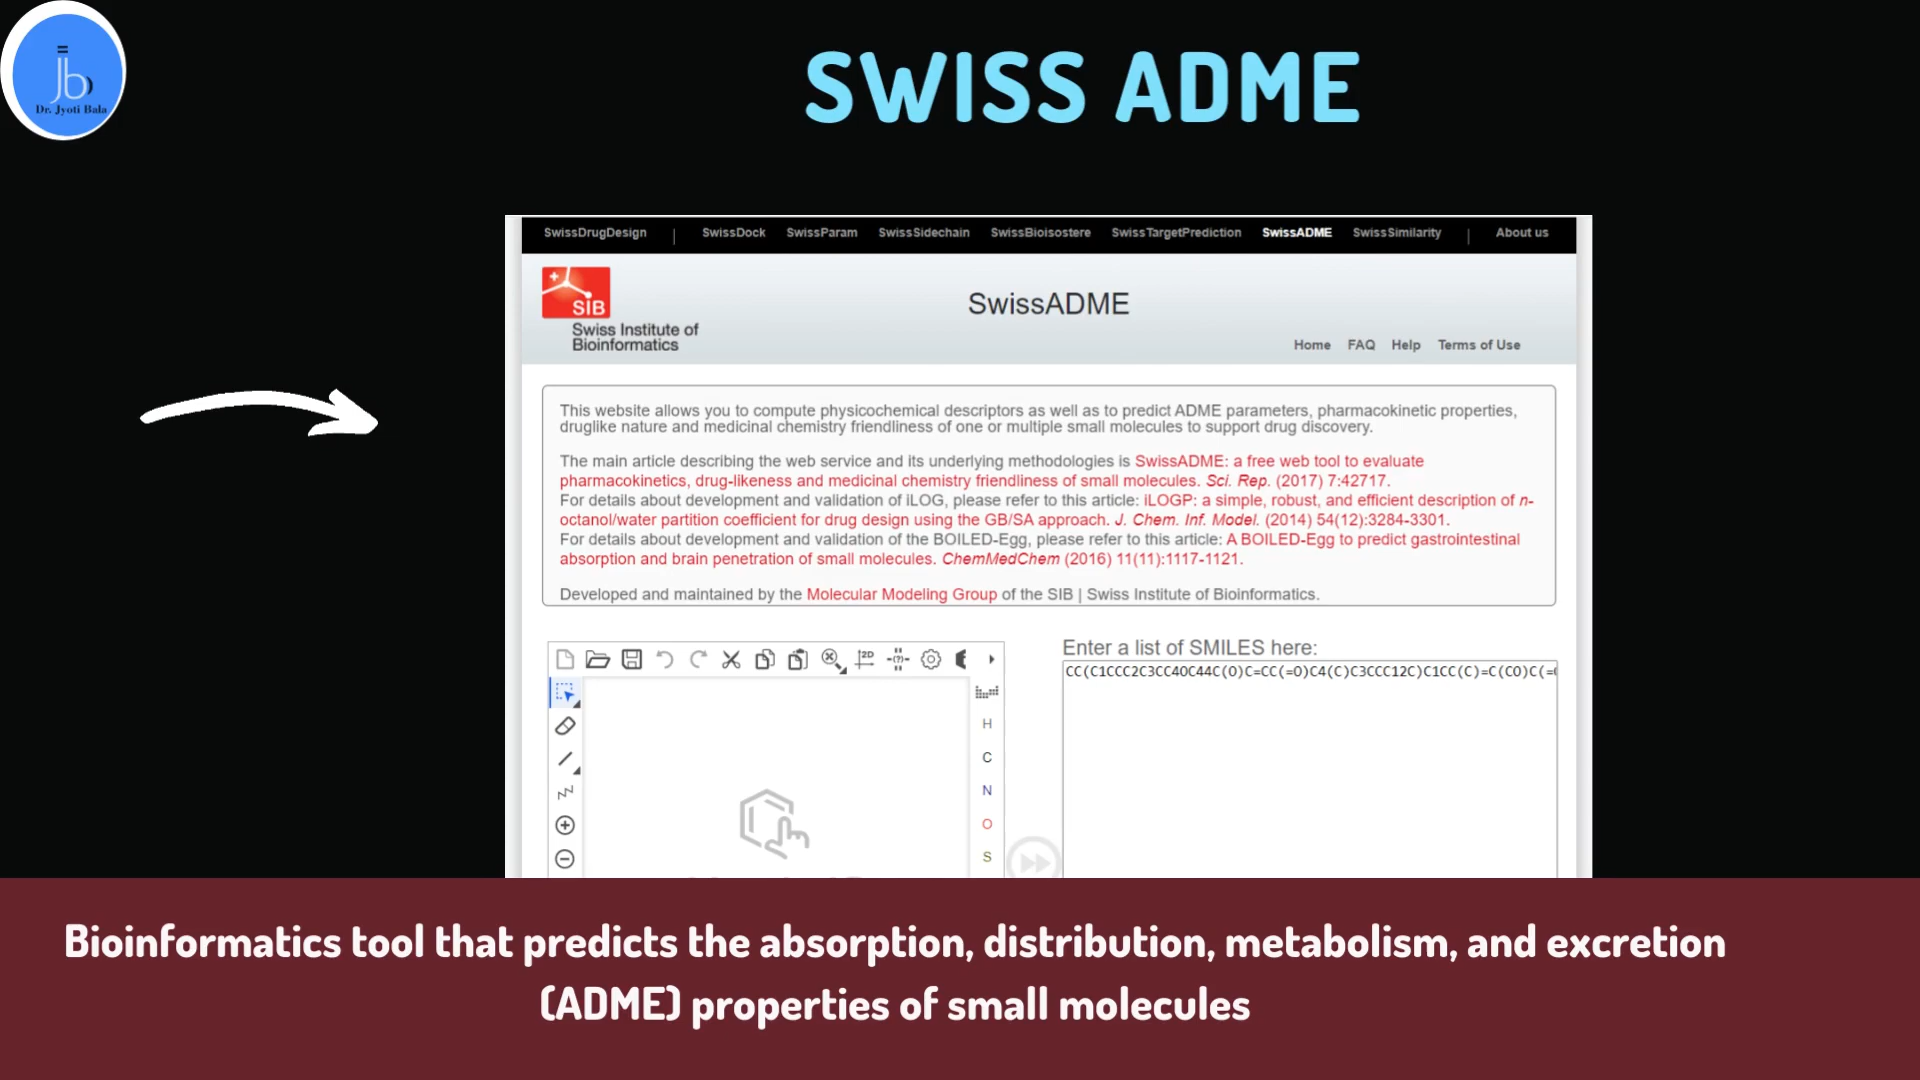 jb
Dr. Jyoti Bala
SWISS ADME
SwissDrugDesign | SwissDock SwissParam SwissSidechain SwissBioisostere SwissTargetPrediction SwissADME SwissSimilarity | About us
SIB
Swiss Institute of
Bioinformatics
SwissADME
Home FAQ Help Terms of Use
This website allows you to compute physicochemical descriptors as well as to predict ADME parameters, pharmacokinetic properties,
druglike nature and medicinal chemistry friendliness of one or multiple small molecules to support drug discovery.
The main article describing the web service and its underlying methodologies is SwissADME: a free web tool to evaluate
pharmacokinetics, drug-likeness and medicinal chemistry friendliness of small molecules. Sci. Rep. (2017) 7:42717.
For details about development and validation of iLOG, please refer to this article: iLOGP: a simple, robust, and efficient description of n-
octanol/water partition coefficient for drug design using the GB/SA approach. J. Chem. Inf. Model. (2014) 54(12):3284-3301.
For details about development and validation of the BOILED-Egg, please refer to this article: A BOILED-Egg to predict gastrointestinal
absorption and brain penetration of small molecules. ChemMedChem (2016) 11(11):1117-1121.
Developed and maintained by the Molecular Modeling Group of the SIB | Swiss Institute of Bioinformatics.
2D
(?)
H
C
N
O
S
Enter a list of SMILES here:
CC(C1CCC2C3CC4OC44C(O)C=CC(=O)C4(C)C3CCC12C)C1CC(C)=C(CO)C(=
Bioinformatics tool that predicts the absorption, distribution, metabolism, and excretion
(ADME) properties of small molecules